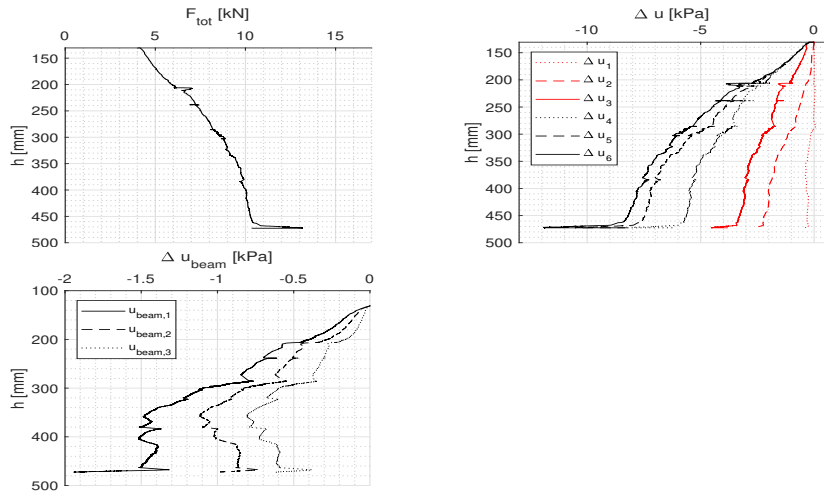 F_tot [kN]
0 5 10 15
150
200
250
300
350
400
450
500
h [mm]
Δ u [kPa]
-10 -5 0
150
200
250
300
350
400
450
500
h [mm]
Δ u_1
Δ u_2
Δ u_3
Δ u_4
Δ u_5
Δ u_6
Δ u_beam [kPa]
-2 -1.5 -1 -0.5 0
100
200
300
400
500
h [mm]
u_beam,1
u_beam,2
u_beam,3